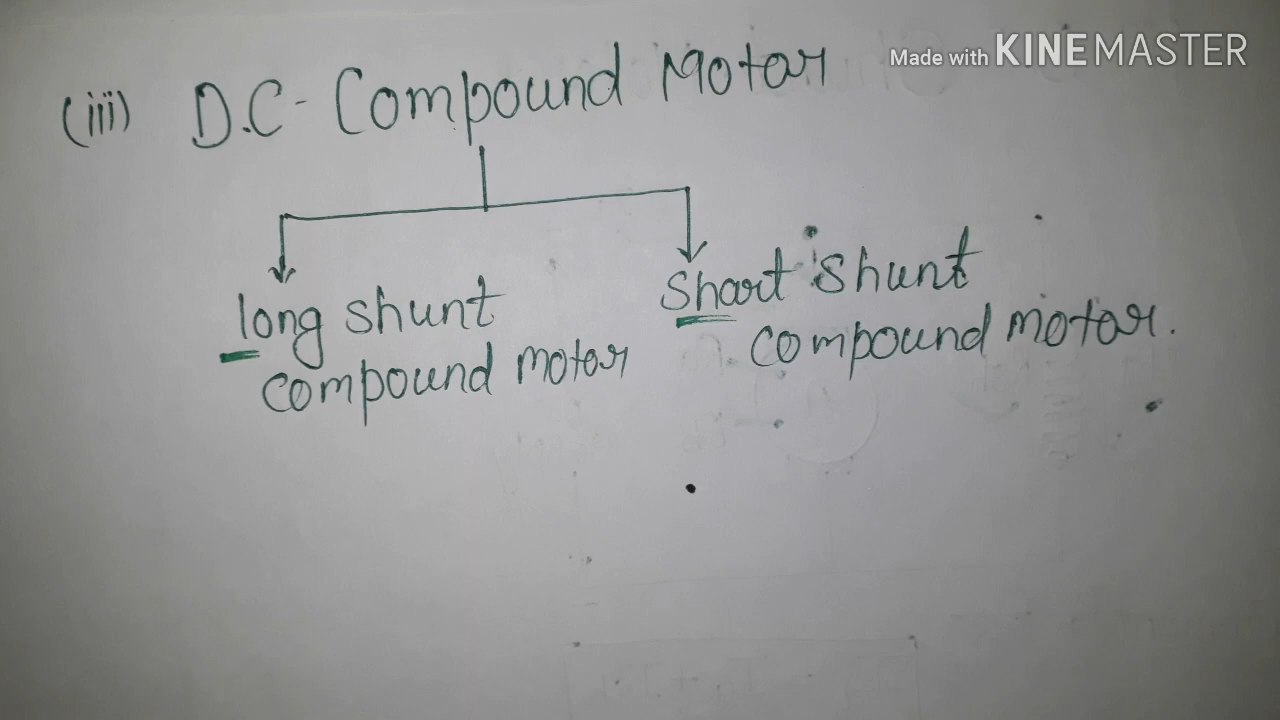 Made with KINEMASTER
(iii) D.C - Compound Motor
long shunt
compound motor
Short shunt
compound motor.